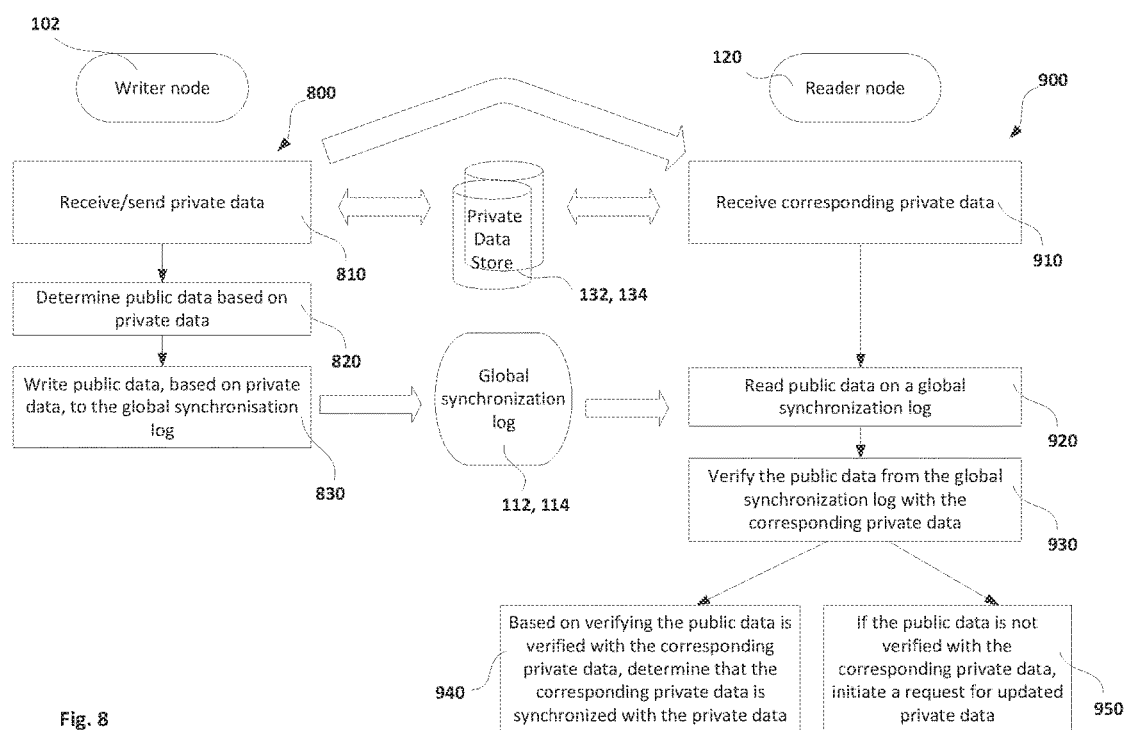 102
Writer node
120
Reader node
800
900
Receive/send private data
Private
Data
Store
Receive corresponding private data
810
910
132, 134
Determine public data based on
private data
820
Write public data, based on private
data, to the global synchronisation
log
830
Global
synchronization
log
112, 114
Read public data on a global
synchronization log
920
Verify the public data from the global
synchronization log with the
corresponding private data
930
Based on verifying the public data is
verified with the corresponding
private data, determine that the
corresponding private data is
synchronized with the private data
940
If the public data is not
verified with the
corresponding private data,
initiate a request for updated
private data
950
Fig. 8